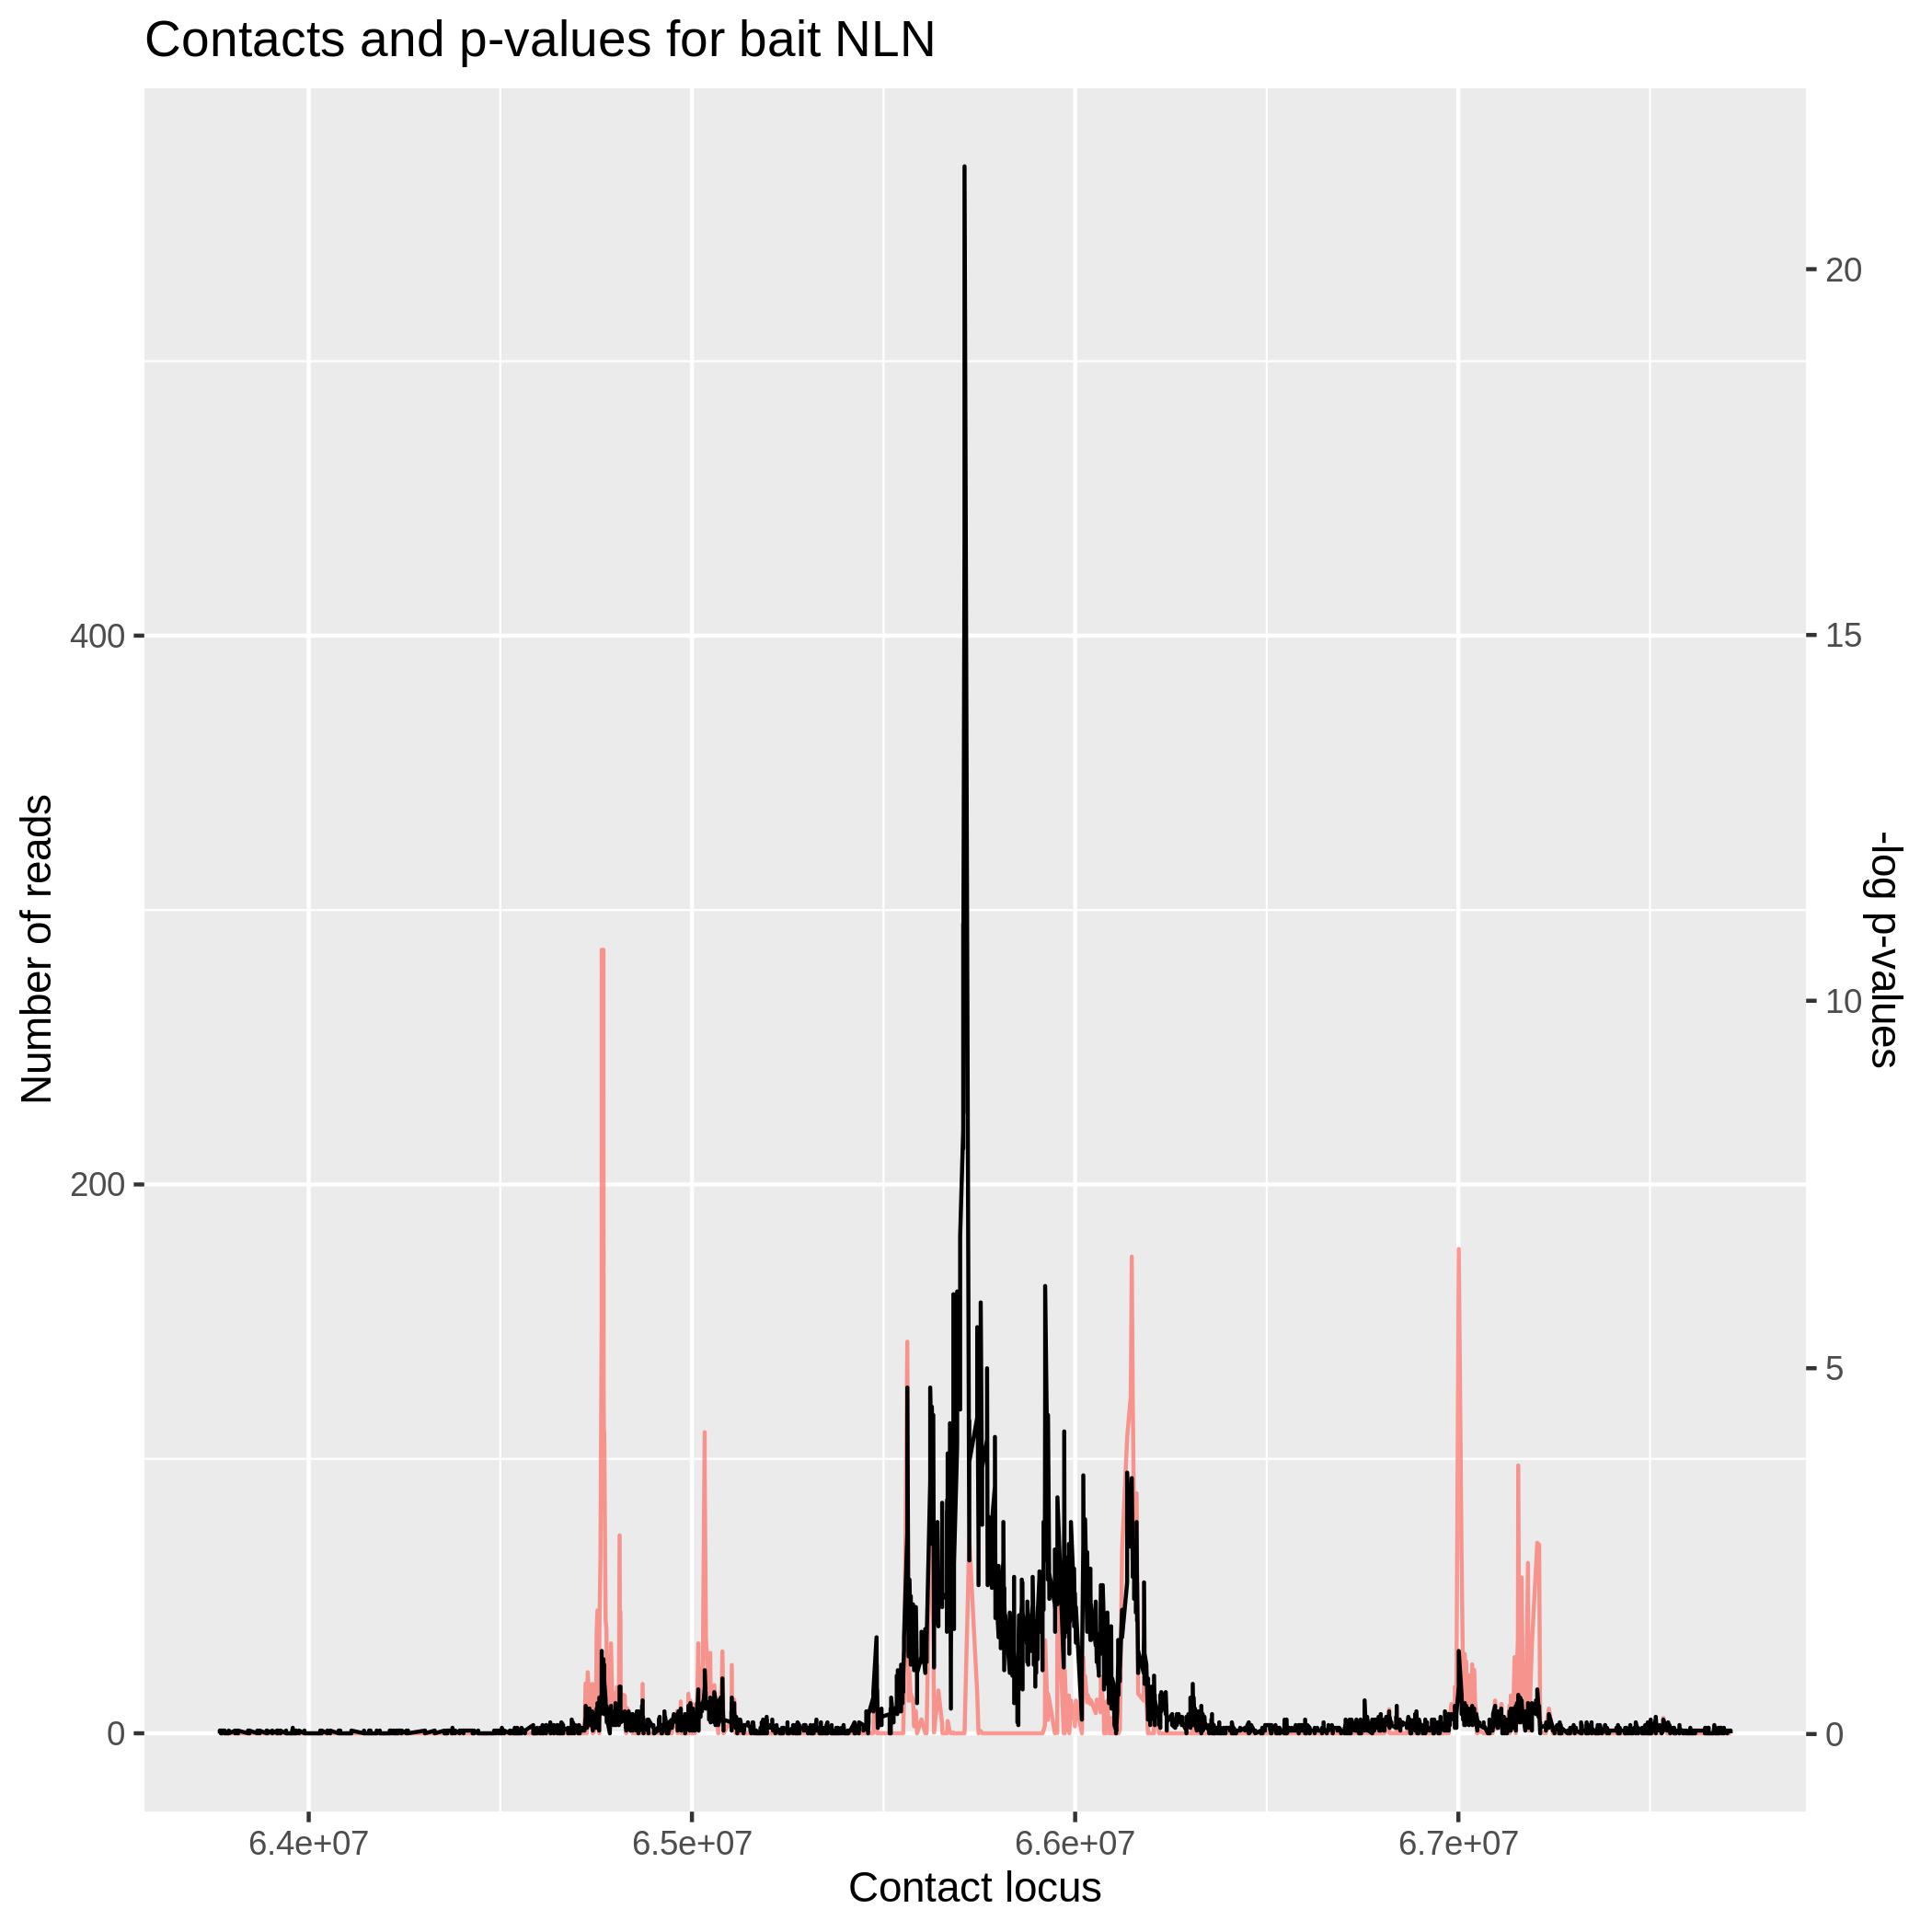 Contacts and p-values for bait NLN
Number of reads
400
200
0
20
15
10
5
0
-log p-values
6.4e+07
6.5e+07
6.6e+07
6.7e+07
Contact locus